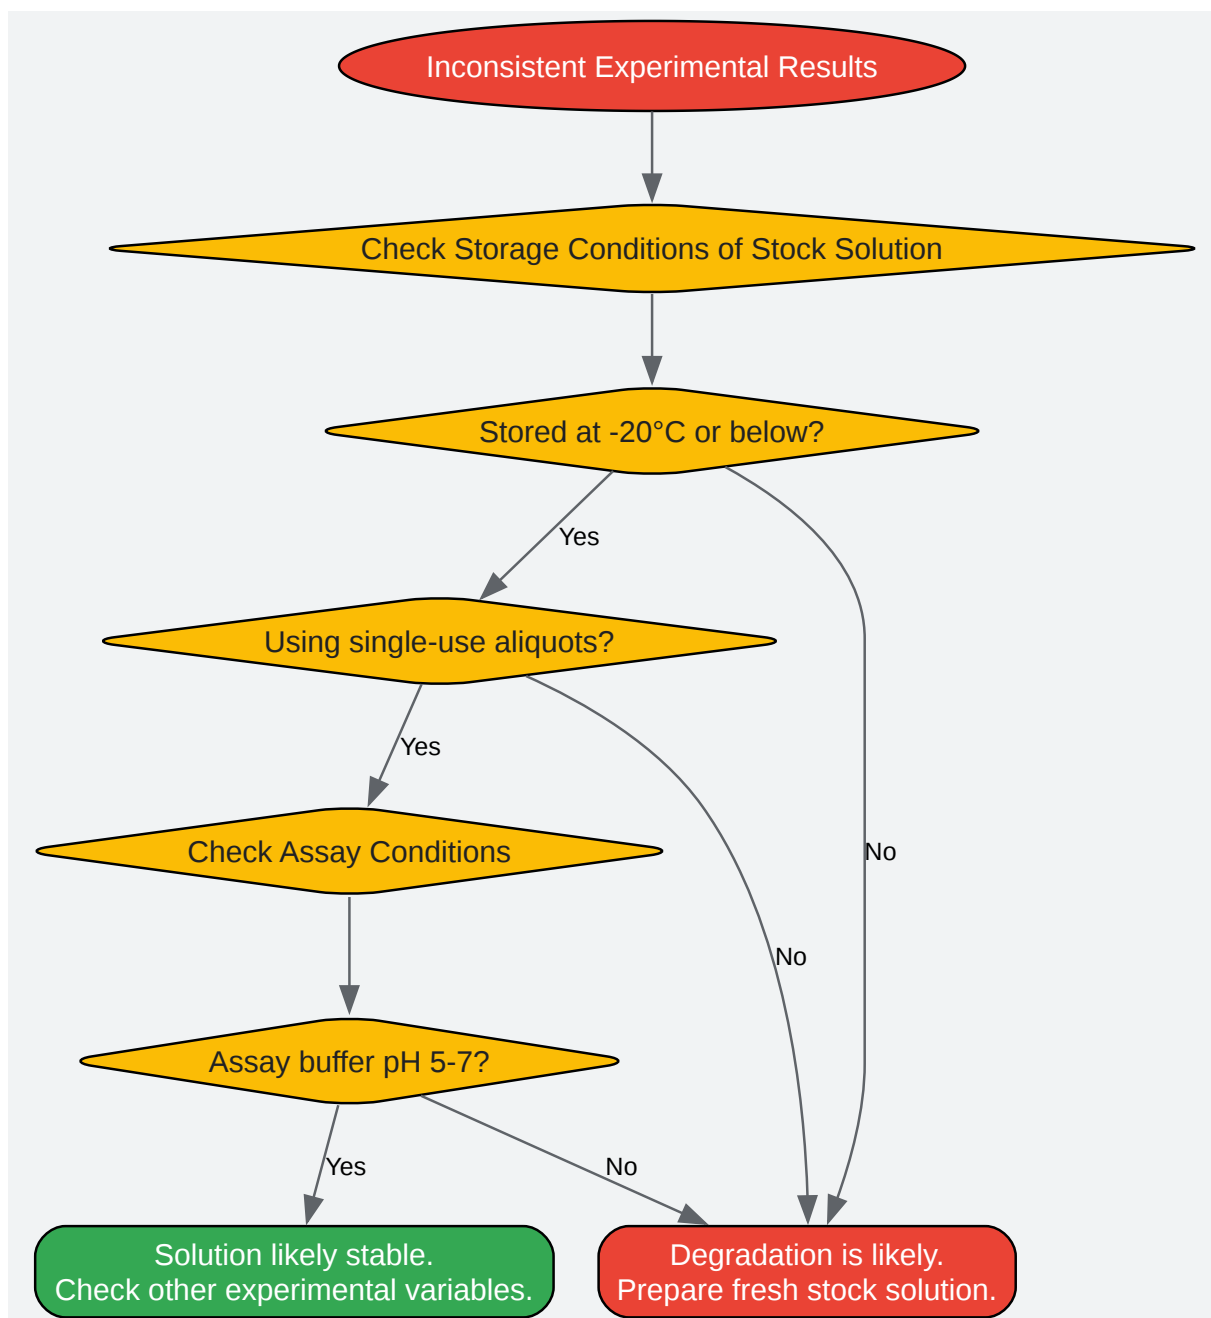 Inconsistent Experimental Results
Check Storage Conditions of Stock Solution
Stored at -20°C or below?
Yes
Using single-use aliquots?
Yes
Check Assay Conditions
No
No
Assay buffer pH 5-7?
Yes
No
Solution likely stable.
Check other experimental variables.
Degradation is likely.
Prepare fresh stock solution.